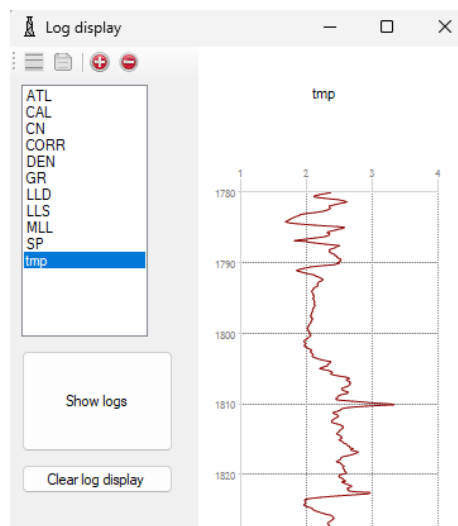 Log display
ATL
CAL
CN
CORR
DEN
GR
LLD
LLS
MLL
SP
tmp
Show logs
Clear log display
tmp
1 2 3 4
1780
1790
1800
1810
1820